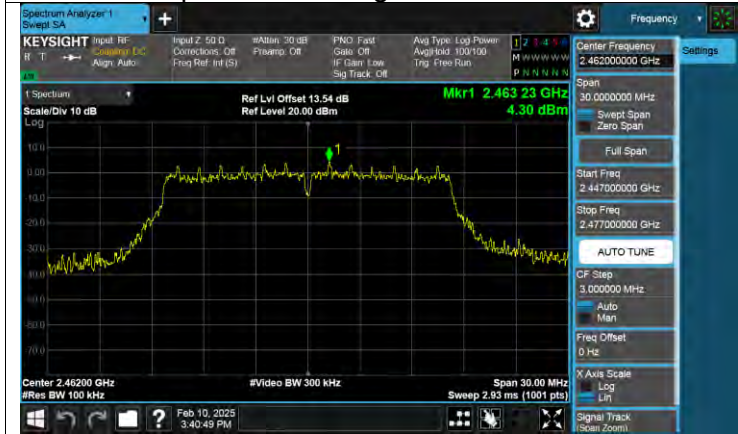 Spectrum Analyzer 1
Swept SA
+
Frequency
KEYSIGHT
R T
Input: RF
Coupling: DC
Align: Auto
Input Z: 50 Ω
Corrections: Off
Freq Ref: Int (S)
#Atten: 30 dB
Preamp: Off
PNO: Fast
Gate: Off
IF Gain: Low
Sig Track: Off
Avg Type: Log-Power
Avg|Hold: 100/100
Trig: Free Run
1 2 3 4 5 6
M W W W W W
P N N N N N
Center Frequency
2.462000000 GHz
Settings
Span
30.0000000 MHz
Swept Span
Zero Span
Full Span
Start Freq
2.447000000 GHz
Stop Freq
2.477000000 GHz
AUTO TUNE
CF Step
3.000000 MHz
Auto
Man
Freq Offset
0 Hz
X Axis Scale
Log
Lin
Signal Track
(Span Zoom)
1 Spectrum
Scale/Div 10 dB
Log
Ref Lvl Offset 13.54 dB
Ref Level 20.00 dBm
Mkr1 2.463 23 GHz
4.30 dBm
1
10.0
0.00
-10.0
-20.0
-30.0
-40.0
-50.0
-60.0
-70.0
Center 2.46200 GHz
#Res BW 100 kHz
#Video BW 300 kHz
Span 30.00 MHz
Sweep 2.93 ms (1001 pts)
?
Feb 10, 2025
3:40:49 PM